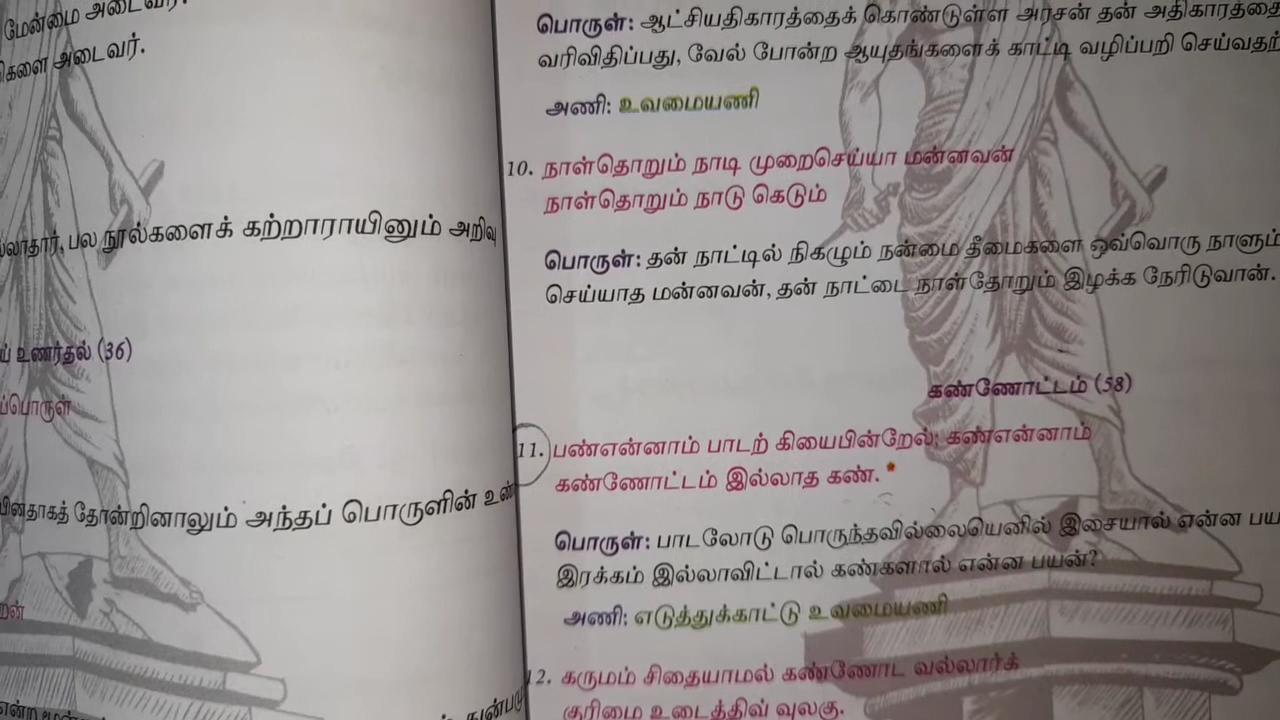 மேன்மை அடைவர்.
களை அடைவர்.
பல நூல்களைக் கற்றாராயினும் அறிவு
உணர்தல் (36)
தோன்றினாலும் அந்தப் பொருளின்
பொருள்: ஆட்சியதிகாரத்தைக் கொண்டுள்ள அரசன் தன் அதிகாரத்தை
வரிவிதிப்பது, வேல் போன்ற ஆயுதங்களைக் காட்டி வழிப்பறி செய்வதற்
அணி: உவமையணி
10. நாள்தொறும் நாடி முறைசெய்யா மன்னவன்
நாள்தொறும் நாடு கெடும்
பொருள்: தன் நாட்டில் நிகழும் நன்மை தீமைகளை ஒவ்வொரு நாளும்
செய்யாத மன்னவன், தன் நாட்டை நாள்தோறும் இழக்க நேரிடுவான்.
கண்ணோட்டம் (58)
11. பண்என்னாம் பாடற் கியைபின்றேல்; கண்என்னாம்
கண்ணோட்டம் இல்லாத கண். *
பொருள்: பாடலோடு பொருந்தவில்லையெனில் இசையால் என்ன பய
இரக்கம் இல்லாவிட்டால் கண்களால் என்ன பயன்?
அணி: எடுத்துக்காட்டு உவமையணி
12. கருமம் சிதையாமல் கண்ணோட வல்லார்க்
குரிமை உடைத்திவ் வுலகு.